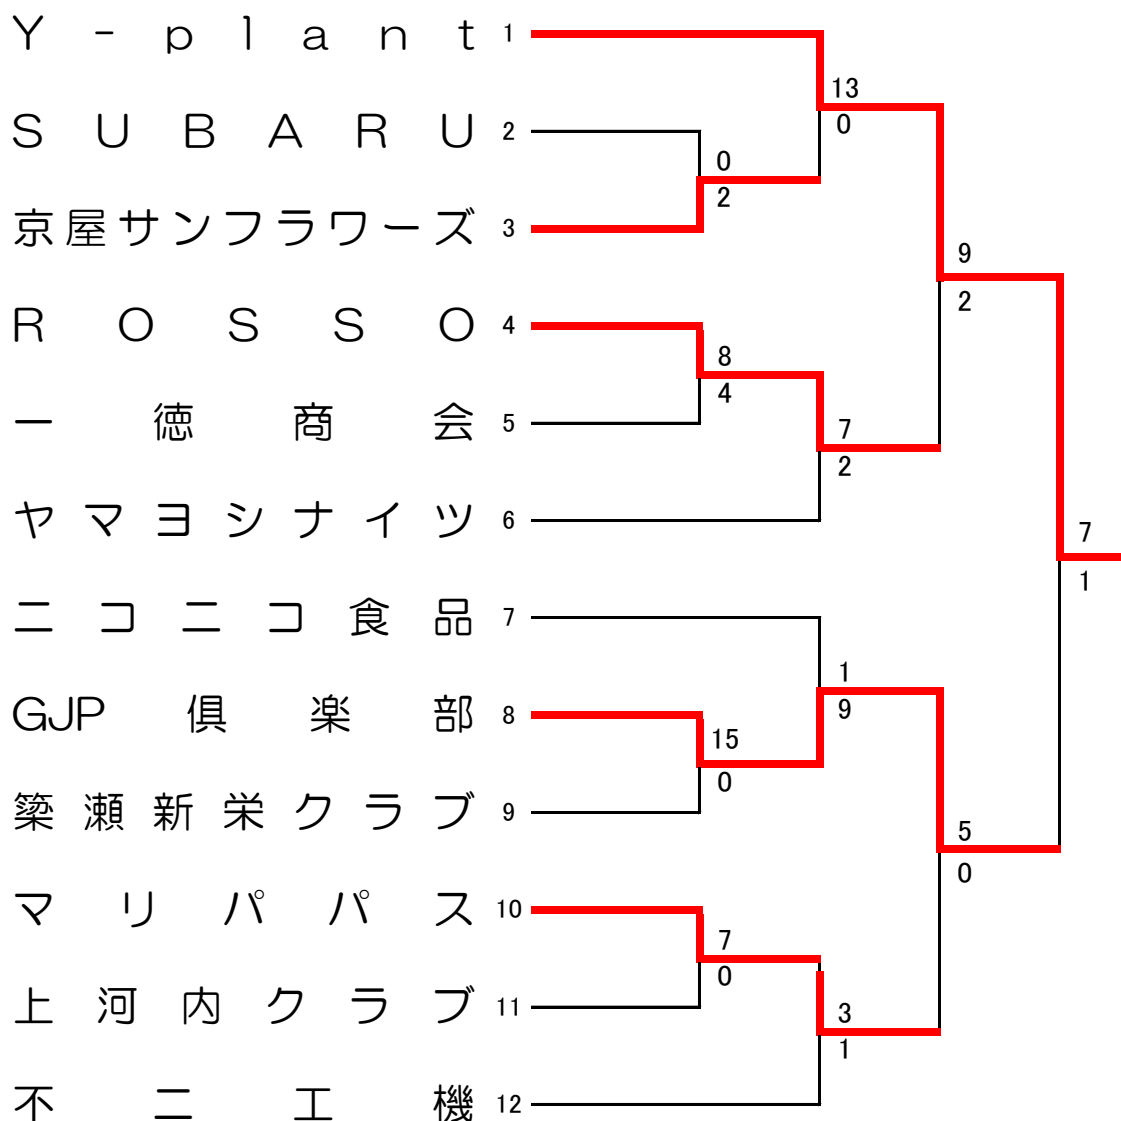 Y-plant 1
13
0
SUBARU 2
0
2
京屋サンフラワーズ 3
9
2
ROSSO 4
8
4
一徳商会 5
7
2
ヤマヨシナイツ 6
7
1
ニコニコ食品 7
1
9
GJP倶楽部 8
15
0
簗瀬新栄クラブ 9
5
0
マリパパス 10
7
0
上河内クラブ 11
3
1
不二工機 12